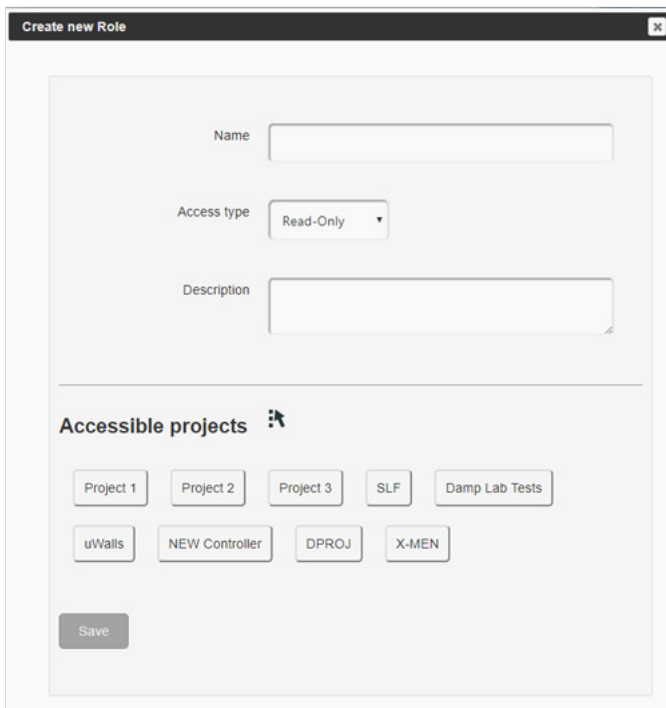 Create new Role
Name
Access type
Read-Only
Description
Accessible projects
Project 1 Project 2 Project 3 SLF Damp Lab Tests
uWalls NEW Controller DPROJ X-MEN
Save